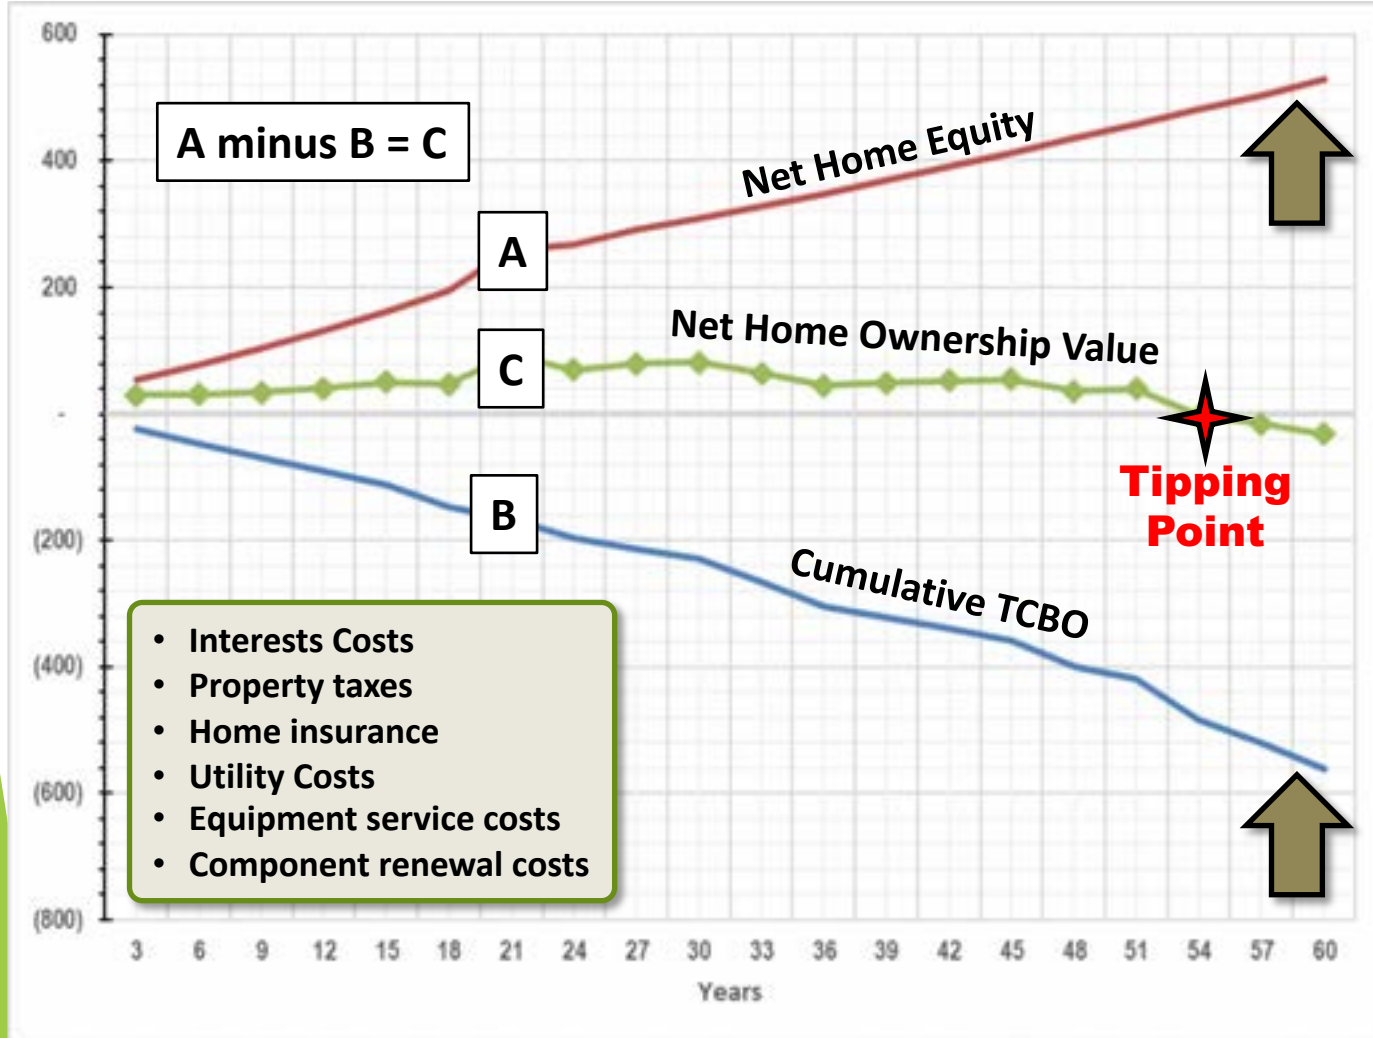 600
400
200
-
(200)
(400)
(600)
(800)
A minus B = C
Net Home Equity
A
Net Home Ownership Value
C
Tipping
Point
B
Cumulative TCBO
• Interests Costs
• Property taxes
• Home insurance
• Utility Costs
• Equipment service costs
• Component renewal costs
3 6 9 12 15 18 21 24 27 30 33 36 39 42 45 48 51 54 57 60
Years